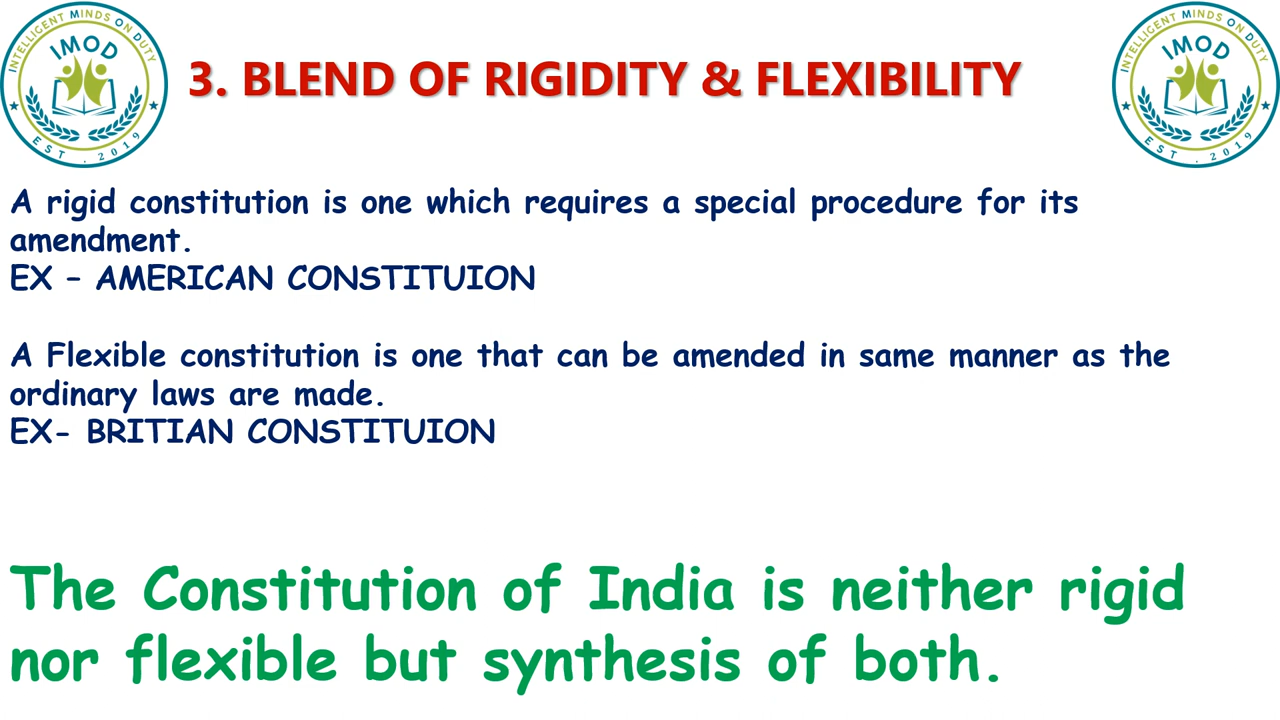 INTELLIGENT MINDS ON DUTY
IMOD
EST . 2019
3. BLEND OF RIGIDITY & FLEXIBILITY
INTELLIGENT MINDS ON DUTY
IMOD
EST . 2019
A rigid constitution is one which requires a special procedure for its
amendment.
EX – AMERICAN CONSTITUION
A Flexible constitution is one that can be amended in same manner as the
ordinary laws are made.
EX- BRITIAN CONSTITUION
The Constitution of India is neither rigid
nor flexible but synthesis of both.